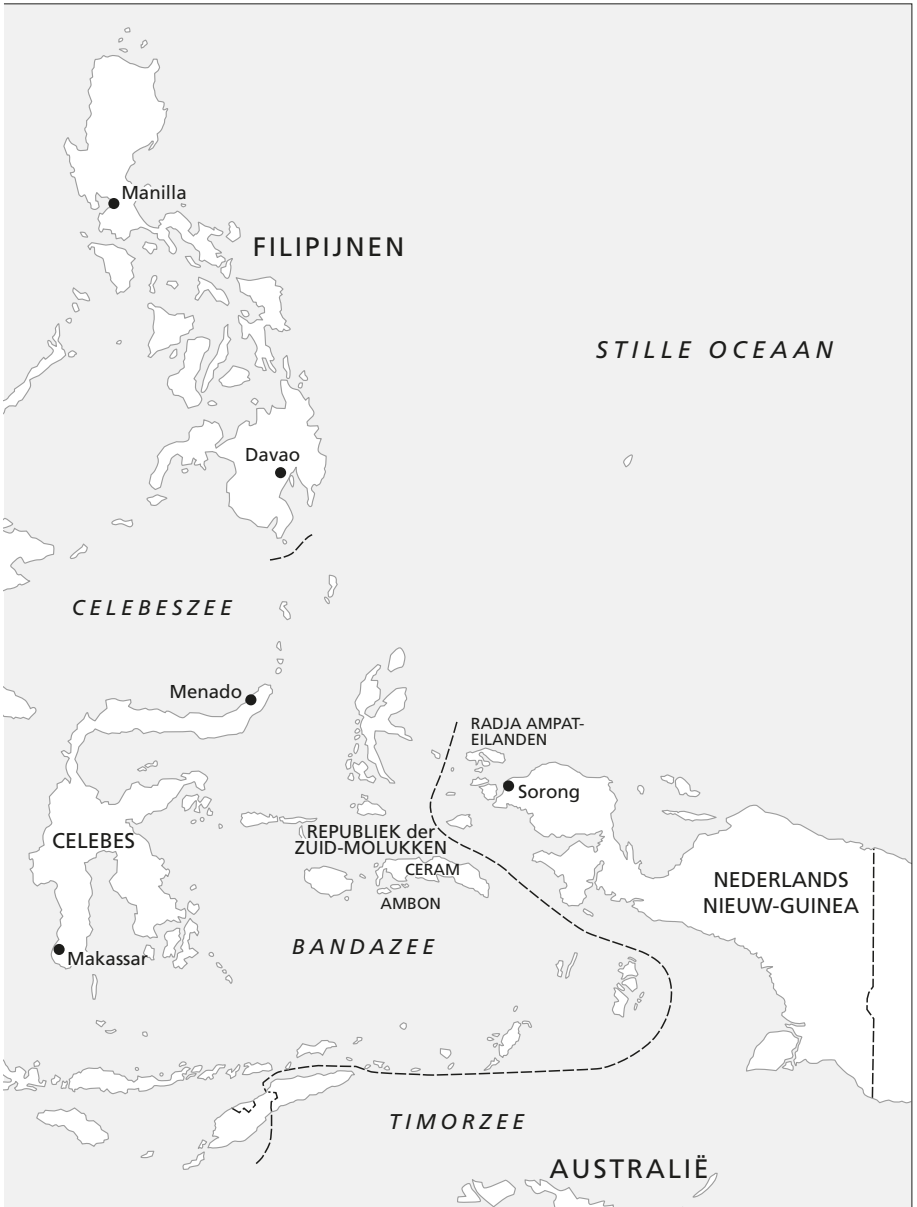 Manilla
FILIPIJNEN
STILLE OCEAAN
Davao
CELEBESZEE
Menado
RADJA AMPAT-
EILANDEN
Sorong
REPUBLIEK der
ZUID-MOLUKKEN
CELEBES
CERAM
NEDERLANDS
NIEUW-GUINEA
AMBON
BANDAZEE
Makassar
TIMORZEE
AUSTRALIË